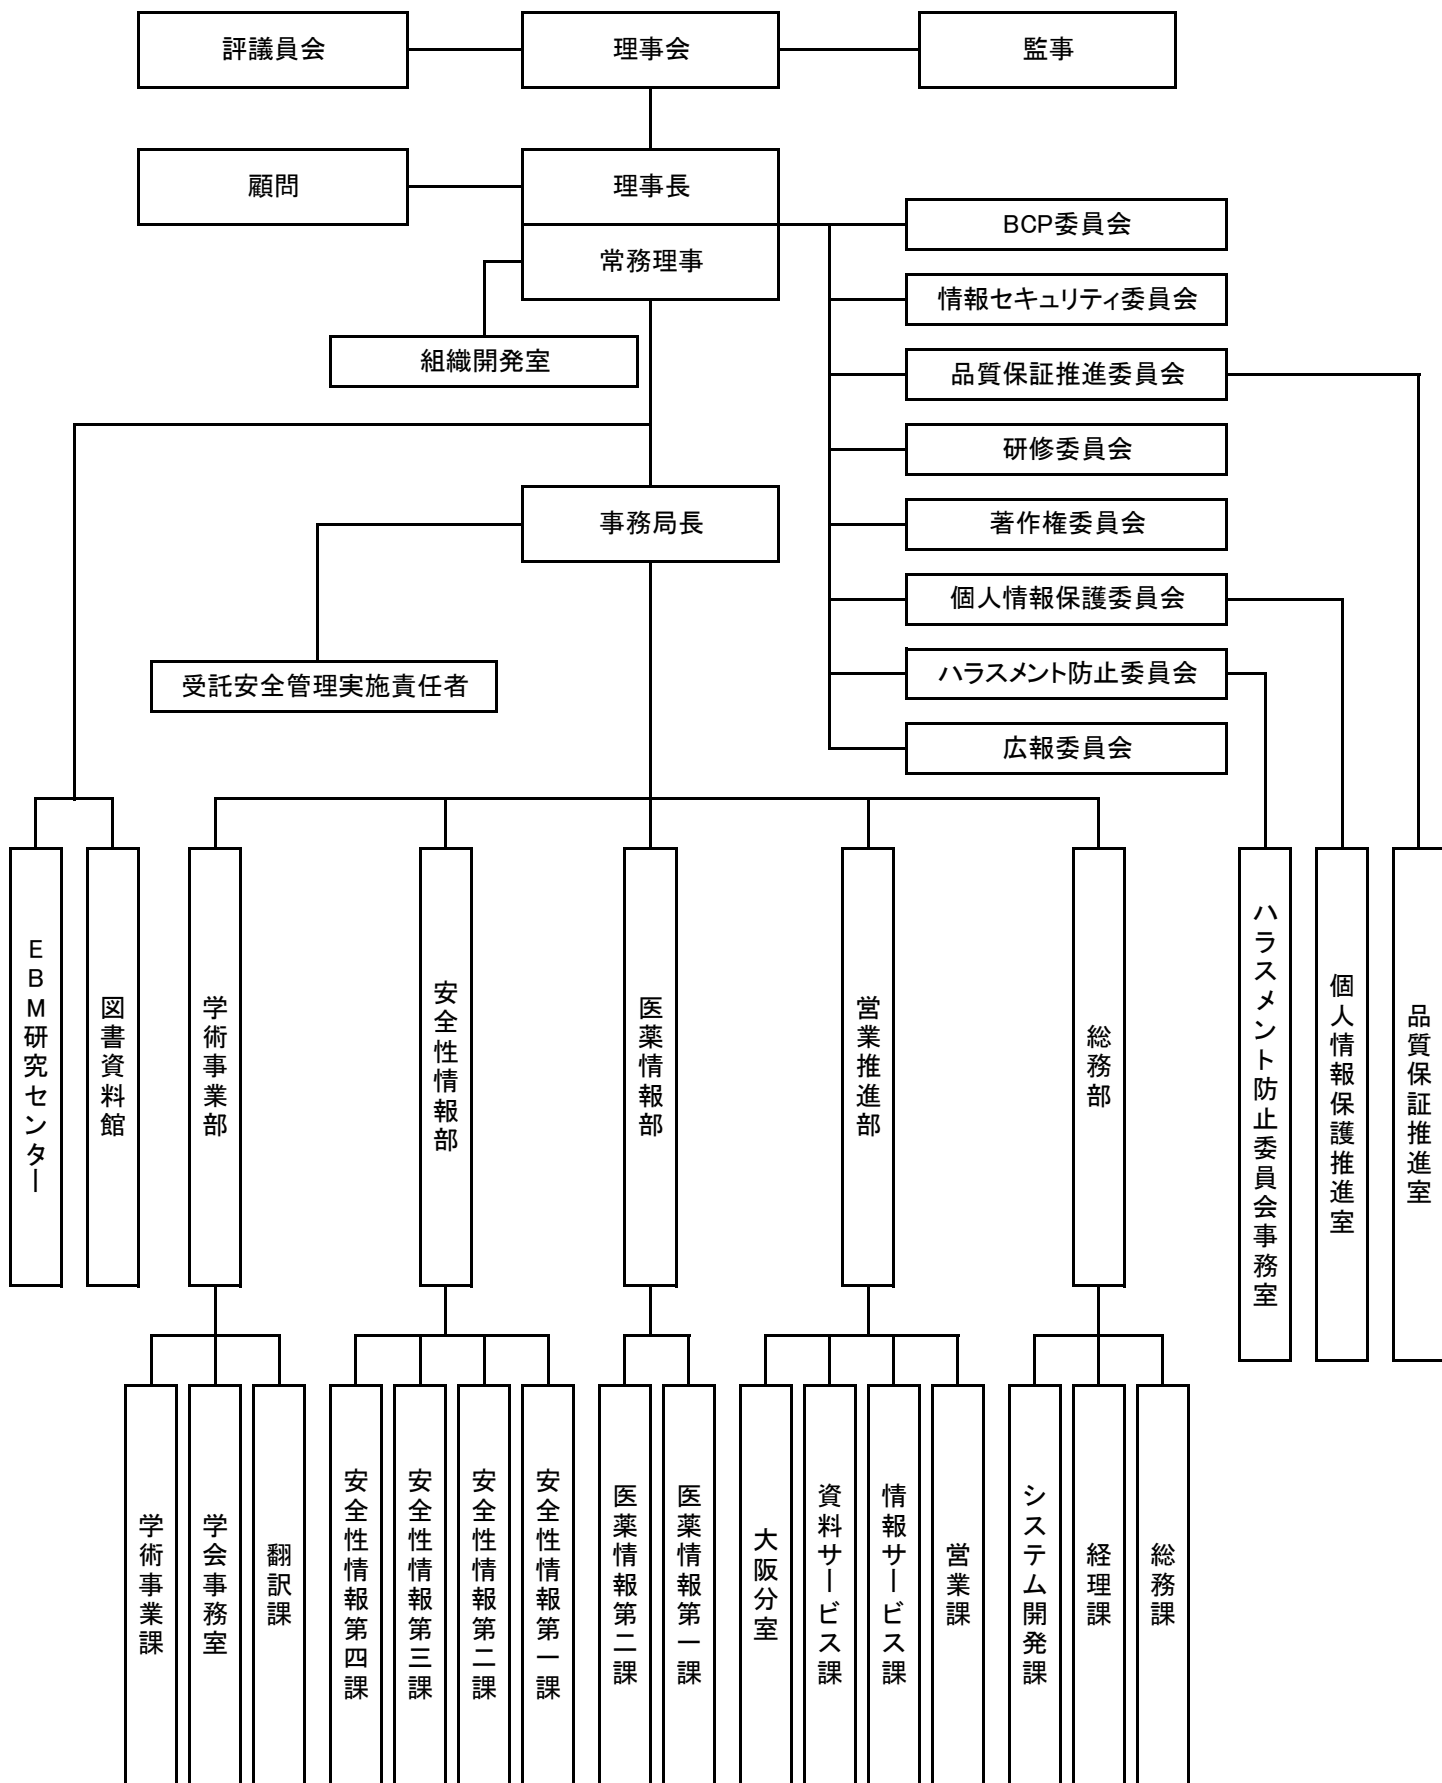 評議員会
理事会
監事
顧問
理事長
常務理事
BCP委員会
情報セキュリティ委員会
組織開発室
品質保証推進委員会
研修委員会
事務局長
著作権委員会
個人情報保護委員会
受託安全管理実施責任者
ハラスメント防止委員会
広報委員会
EBM研究センター
図書資料館
学術事業部
安全性情報部
医薬情報部
営業推進部
総務部
ハラスメント防止委員会事務室
個人情報保護推進室
品質保証推進室
学術事業課
学会事務室
翻訳課
安全性情報第四課
安全性情報第三課
安全性情報第二課
安全性情報第一課
医薬情報第二課
医薬情報第一課
大阪分室
資料サービス課
情報サービス課
営業課
システム開発課
経理課
総務課